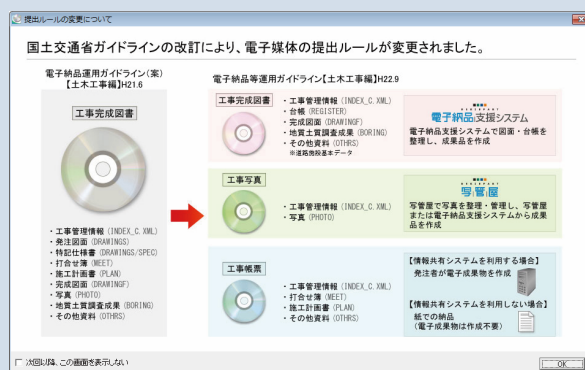 提出ルールの変更について
国土交通省ガイドラインの改訂により、電子媒体の提出ルールが変更されました。
電子納品運用ガイドライン(案)
【土木工事編】H21.6
工事完成図書
・工事管理情報 (INDEX_C.XML)
・発注図面 (DRAWINGS)
・特記仕様書 (DRAWINGS/SPEC)
・打合せ簿 (MEET)
・施工計画書 (PLAN)
・完成図面 (DRAWINGF)
・写真 (PHOTO)
・地質土質調査成果 (BORING)
・その他資料 (OTHRS)
電子納品等運用ガイドライン【土木工事編】H22.9
工事完成図書
・工事管理情報 (INDEX_C.XML)
・台帳 (REGISTER)
・完成図面 (DRAWINGF)
・地質土質調査成果 (BORING)
・その他資料 (OTHRS)
※道路施設基本データ
電子納品支援システム
電子納品支援システムで図面・台帳を
整理し、成果品を作成
工事写真
・工事管理情報 (INDEX_C.XML)
・写真 (PHOTO)
写管屋
写管屋で写真を整理・管理し、写管屋
または電子納品支援システムから成果
品を作成
工事帳票
・工事管理情報 (INDEX_C.XML)
・打合せ簿 (MEET)
・施工計画書 (PLAN)
・その他資料 (OTHRS)
【情報共有システムを利用する場合】
発注者が電子成果物を作成
【情報共有システムを利用しない場合】
紙での納品
(電子成果物は作成不要)
次回以降、この画面を表示しない
OK